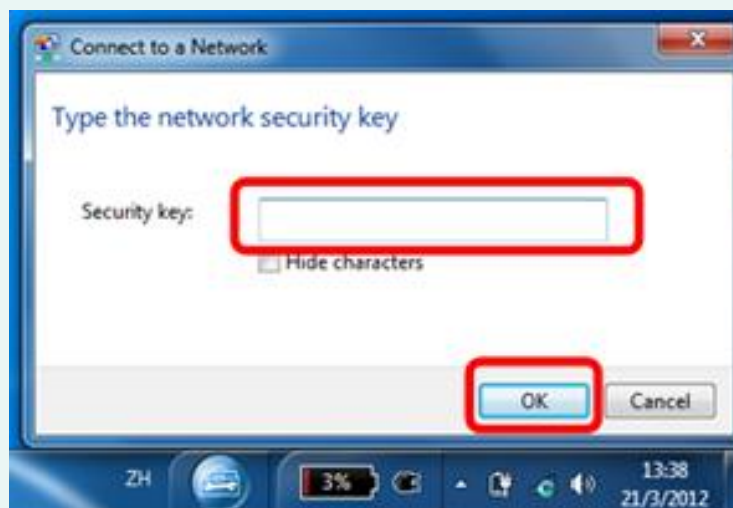 Connect to a Network
Type the network security key
Security key:
Hide characters
OK Cancel
ZH 3% 13:38
21/3/2012